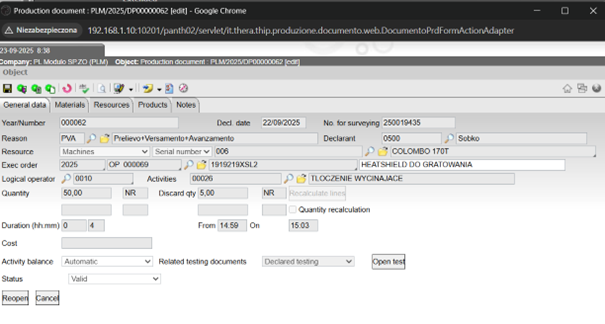 Production document : PLM/2025/DP00000062 [edit] - Google Chrome
Niezabezpieczona 192.168.1.10:10201/panth02/servlet/it.thera.thip.produzione.documento.web.DocumentoPrdFormActionAdapter
23-09-2025 8:38
Company: PL Modulo SP.ZO (PLM) Object: Production document : PLM/2025/DP00000062 [edit]
Object
General data Materials Resources Products Notes
Year/Number 000062 Decl. date 22/09/2025 No. for surveying 250019435
Reason PVA Prelievo+Versamento+Avanzamento Declarant 0500 Sobko
Resource Machines Serial number 006 COLOMBO 170T
Exec order 2025 OP 000069 1919219XSL2 HEATSHIELD DO GRATOWANIA
Logical operator 0010 Activities 00026 TLOCZENIE WYCINAJACE
Quantity 50,00 NR Discard qty 5,00 NR Recalculate lines
Quantity recalculation
Duration (hh.mm) 0 4 From 14:59 On 15:03
Cost
Activity balance Automatic Related testing documents Declared testing Open test
Status Valid
Reopen Cancel